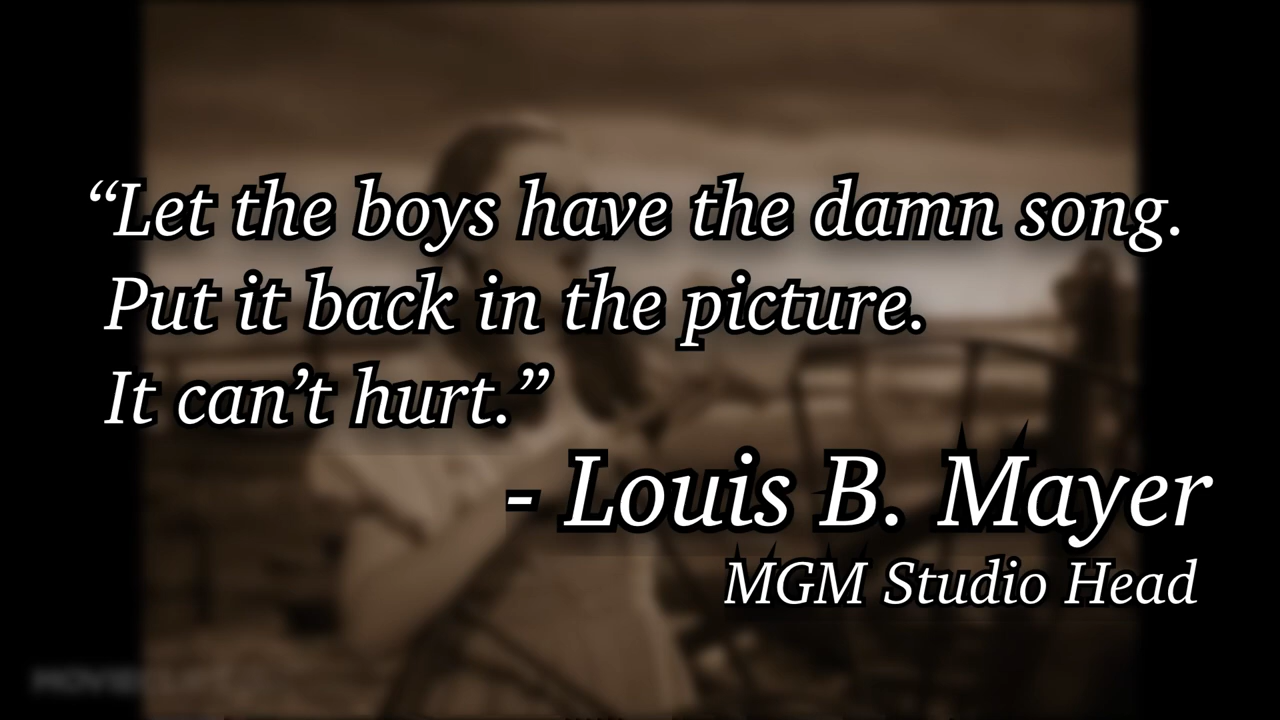 “Let the boys have the damn song.
Put it back in the picture.
It can’t hurt.”
- Louis B. Mayer
MGM Studio Head